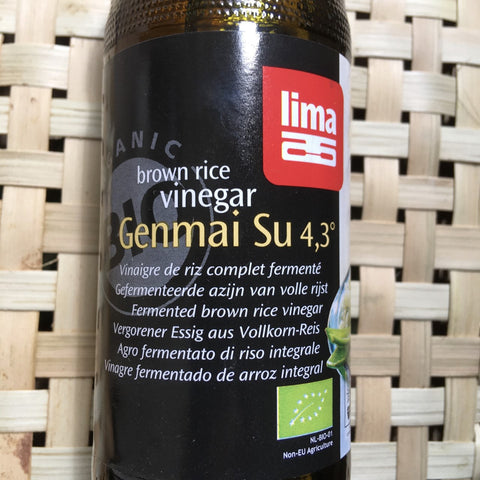 lima
ANIC
BIO
brown rice
vinegar
Genmai Su 4,3°
Vinaigre de riz complet fermenté
Gefermenteerde azijn van volle rijst
Fermented brown rice vinegar
Vergorener Essig aus Vollkorn-Reis
Agro fermentato di riso integrale
Vinagre fermentado de arroz integral
NL-BIO-01
Non-EU Agriculture